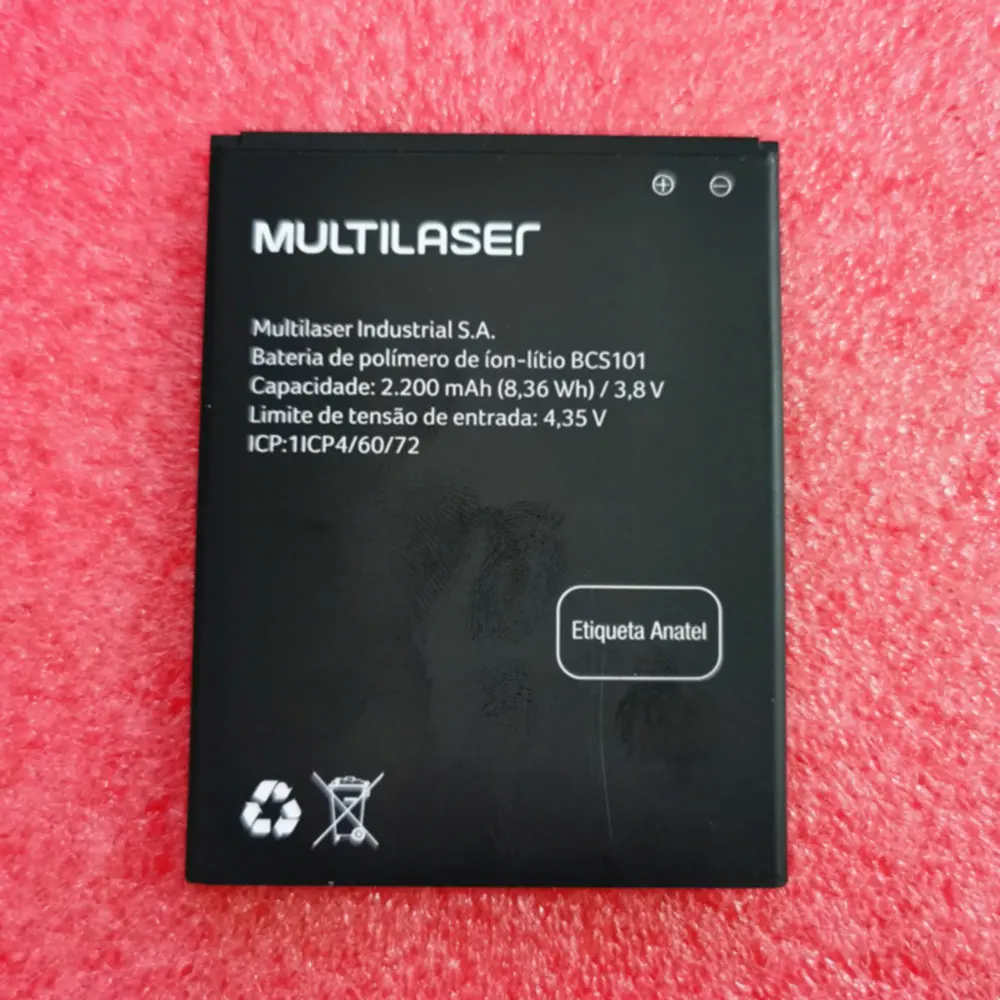 ⊕ ⊖
MULTILASER
Multilaser Industrial S.A.
Bateria de polímero de íon-lítio BCS101
Capacidade: 2.200 mAh (8,36 Wh) / 3,8 V
Limite de tensão de entrada: 4,35 V
ICP:1ICP4/60/72
Etiqueta Anatel